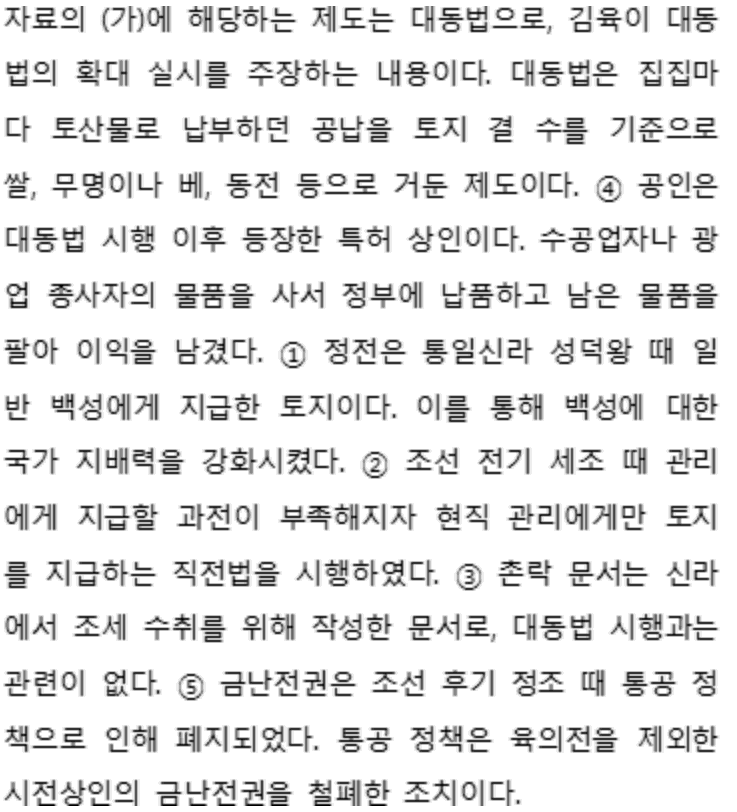 자료의 (가)에 해당하는 제도는 대동법으로, 김육이 대동
법의 확대 실시를 주장하는 내용이다. 대동법은 집집마
다 토산물로 납부하던 공납을 토지 결 수를 기준으로
쌀, 무명이나 베, 동전 등으로 거둔 제도이다. ④ 공인은
대동법 시행 이후 등장한 특허 상인이다. 수공업자나 광
업 종사자의 물품을 사서 정부에 납품하고 남은 물품을
팔아 이익을 남겼다. ① 정전은 통일신라 성덕왕 때 일
반 백성에게 지급한 토지이다. 이를 통해 백성에 대한
국가 지배력을 강화시켰다. ② 조선 전기 세조 때 관리
에게 지급할 과전이 부족해지자 현직 관리에게만 토지
를 지급하는 직전법을 시행하였다. ③ 촌락 문서는 신라
에서 조세 수취를 위해 작성한 문서로, 대동법 시행과는
관련이 없다. ⑤ 금난전권은 조선 후기 정조 때 통공 정
책으로 인해 폐지되었다. 통공 정책은 육의전을 제외한
시전상인의 금난전권을 철폐한 조치이다.